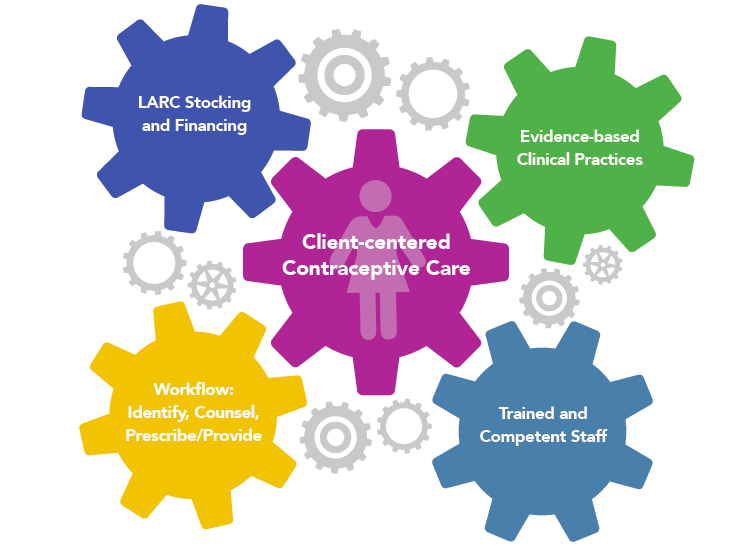 LARC Stocking
and Financing
Evidence-based
Clinical Practices
Client-centered
Contraceptive Care
Workflow:
Identify, Counsel,
Prescribe/Provide
Trained and
Competent Staff